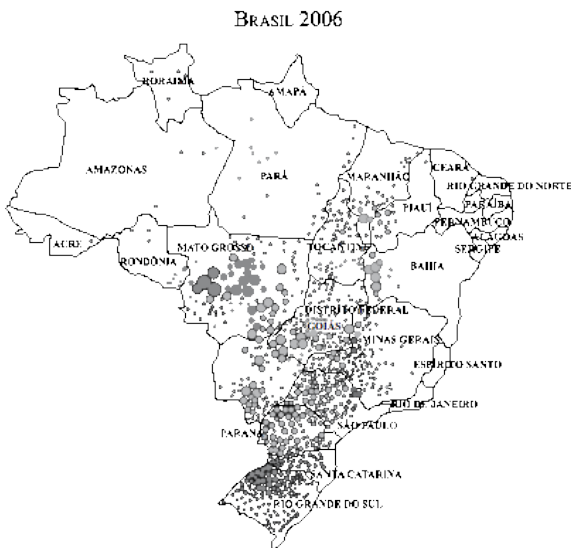 BRASIL 2006
RORAIMA
AMAPÁ
AMAZONAS
PARÁ
MARANHÃO
CEARÁ
RIO GRANDE DO NORTE
PARAÍBA
PIAUÍ
PERNAMBUCO
ALAGOAS
SERGIPE
ACRE
RONDÔNIA
MATO GROSSO
TOCANTINS
BAHIA
DISTRITO FEDERAL
GOIÁS
MINAS GERAIS
ESPÍRITO SANTO
RIO DE JANEIRO
SÃO PAULO
PARANÁ
SANTA CATARINA
RIO GRANDE DO SUL